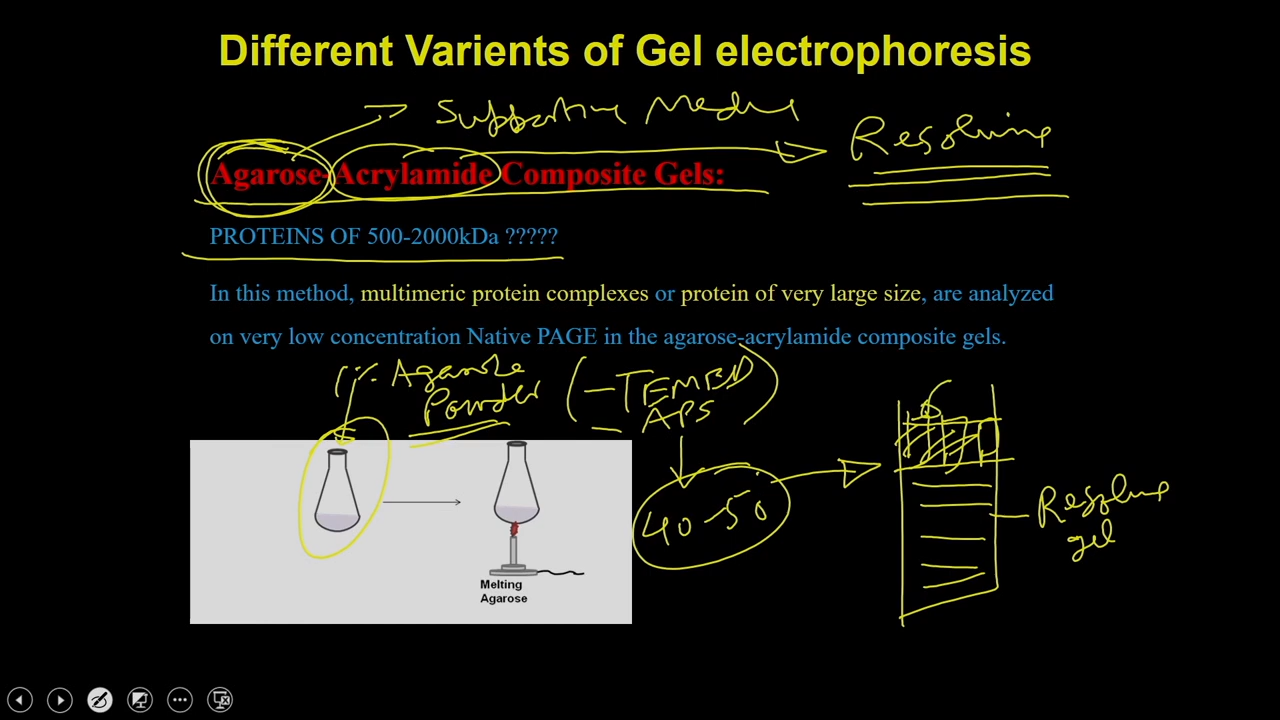 Different Varients of Gel electrophoresis
Supportive Media
Resolving
Agarose-Acrylamide Composite Gels:
PROTEINS OF 500-2000kDa ?????
In this method, multimeric protein complexes or protein of very large size, are analyzed
on very low concentration Native PAGE in the agarose-acrylamide composite gels.
1% Agarose
Powder
(-TEMED
APS)
40-50
Resolving
gel
Melting
Agarose